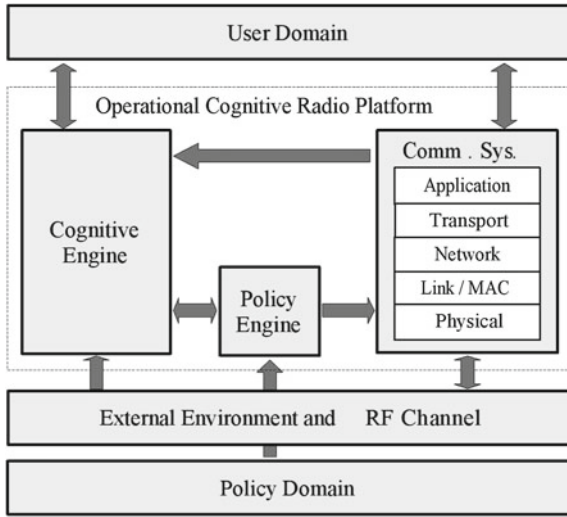 User Domain
Operational Cognitive Radio Platform
Cognitive
Engine
Policy
Engine
Comm . Sys.
Application
Transport
Network
Link / MAC
Physical
External Environment and RF Channel
Policy Domain